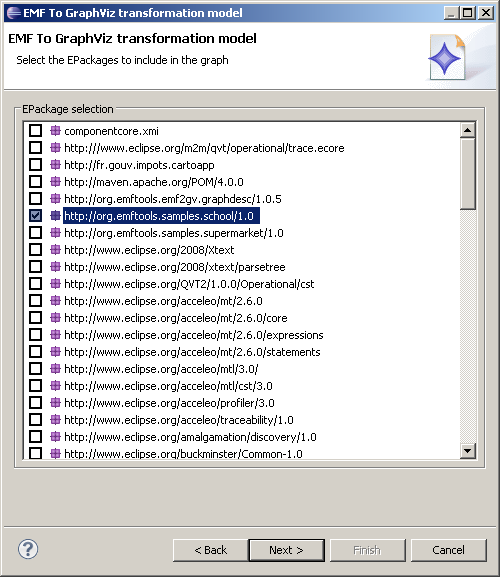 EMF To GraphViz transformation model
EMF To GraphViz transformation model
Select the EPackages to include in the graph
EPackage selection
componentcore.xmi
http:///www.eclipse.org/m2m/qvt/operational/trace.ecore
http://fr.gouv.impots.cartoapp
http://maven.apache.org/POM/4.0.0
http://org.emftools.emf2gv.graphdesc/1.0.5
http://org.emftools.samples.school/1.0
http://org.emftools.samples.supermarket/1.0
http://www.eclipse.org/2008/Xtext
http://www.eclipse.org/2008/xtext/parsetree
http://www.eclipse.org/QVT2/1.0.0/Operational/cst
http://www.eclipse.org/acceleo/mt/2.6.0
http://www.eclipse.org/acceleo/mt/2.6.0/core
http://www.eclipse.org/acceleo/mt/2.6.0/expressions
http://www.eclipse.org/acceleo/mt/2.6.0/statements
http://www.eclipse.org/acceleo/mtl/3.0/
http://www.eclipse.org/acceleo/mtl/cst/3.0
http://www.eclipse.org/acceleo/profiler/3.0
http://www.eclipse.org/acceleo/traceability/1.0
http://www.eclipse.org/amalgamation/discovery/1.0
http://www.eclipse.org/buckminster/Common-1.0
? < Back Next > Finish Cancel